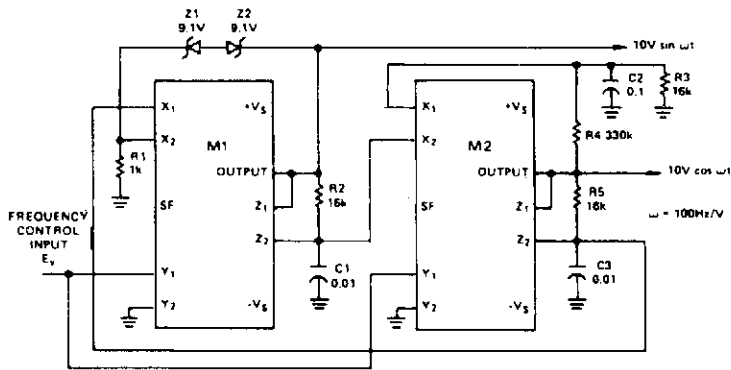 Z1
9.1V
Z2
9.1V
10V sin ωt
X1
+VS
X2
M1
R1
1k
OUTPUT
R2
16k
SF
Z1
Z2
FREQUENCY
CONTROL
INPUT
Ev
Y1
Y2
-VS
C1
0.01
X1
+VS
X2
M2
OUTPUT
SF
Z1
Z2
Y1
Y2
-VS
C2
0.1
R3
16k
R4 330k
10V cos ωt
R5
16k
ω = 100Hz/V
C3
0.01